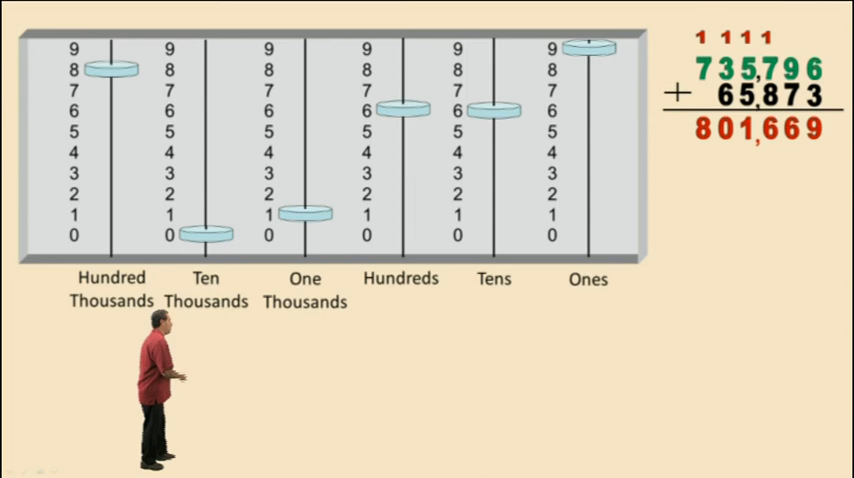 9 9 9 9 9 9
8 8 8 8 8 8
7 7 7 7 7 7
6 6 6 6 6 6
5 5 5 5 5 5
4 4 4 4 4 4
3 3 3 3 3 3
2 2 2 2 2 2
1 1 1 1 1 1
0 0 0 0 0 0
Hundred Thousands
Ten Thousands
One Thousands
Hundreds
Tens
Ones
1 1 1 1
735,796
+ 65,873
801,669